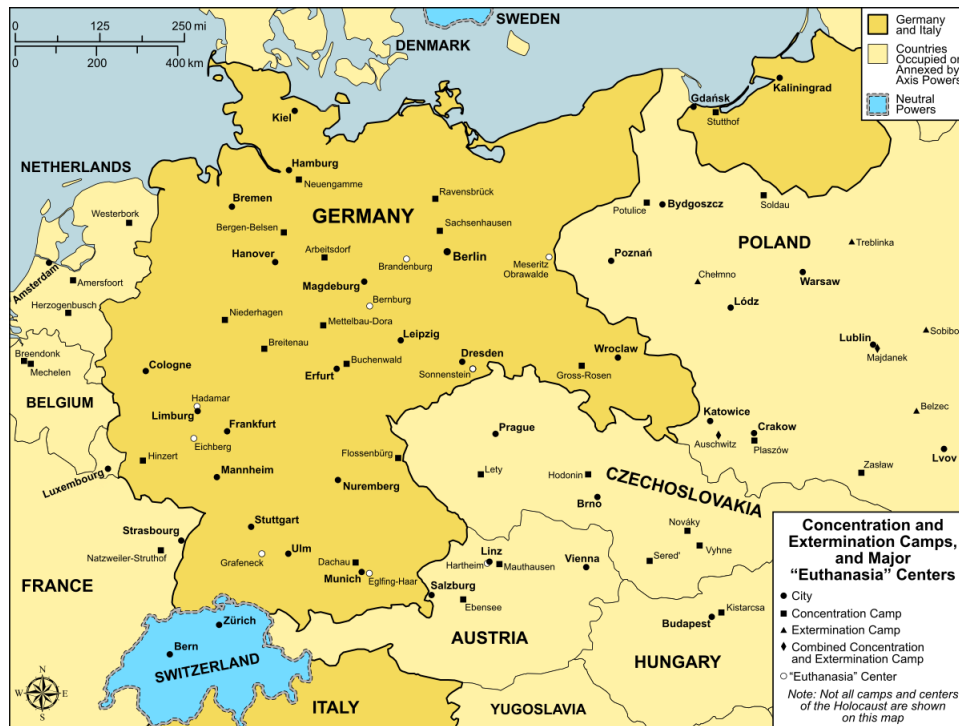 0
125
250 mi
0
200
400 km
SWEDEN
DENMARK
Germany
and Italy
Countries
Occupied or
Annexed by
Axis Powers
Neutral
Powers
Kaliningrad
Gdańsk
Stutthof
Kiel
Hamburg
Neuengamme
NETHERLANDS
Westerbork
Bremen
Bergen-Belsen
GERMANY
Ravensbrück
Sachsenhausen
Potulice
Bydgoszcz
Soldau
POLAND
Treblinka
Hanover
Arbeitsdorf
Brandenburg
Berlin
Meseritz
Obrawalde
Poznań
Chełmno
Warsaw
Amsterdam
Amersfoort
Herzogenbusch
Magdeburg
Bernburg
Lódz
Niederhagen
Mettelbau-Dora
Leipzig
Breitenau
Buchenwald
Erfurt
Dresden
Sonnenstein
Wroclaw
Gross-Rosen
Lublin
Majdanek
Sobibor
Breendonk
Mechelen
BELGIUM
Cologne
Hadamar
Limburg
Frankfurt
Eichberg
Hinzert
Mannheim
Luxembourg
Flossenbürg
Nuremberg
Prague
Lety
Hodonin
Brno
CZECHOSLOVAKIA
Katowice
Auschwitz
Crakow
Plaszów
Belzec
Lvov
Zasław
Strasbourg
Natzweiler-Struthof
Stuttgart
Grafeneck
Ulm
Dachau
Munich
Eglfing-Haar
Linz
Hartheim
Mauthausen
Vienna
Salzburg
Ebensee
Nováky
Vyhne
Sered'
Budapest
Kistarcsa
FRANCE
Zürich
Bern
SWITZERLAND
AUSTRIA
HUNGARY
ITALY
YUGOSLAVIA
N
W
E
S
Concentration and
Extermination Camps,
and Major
“Euthanasia” Centers
City
Concentration Camp
Extermination Camp
Combined Concentration
and Extermination Camp
“Euthanasia” Center
Note: Not all camps and centers
of the Holocaust are shown
on this map